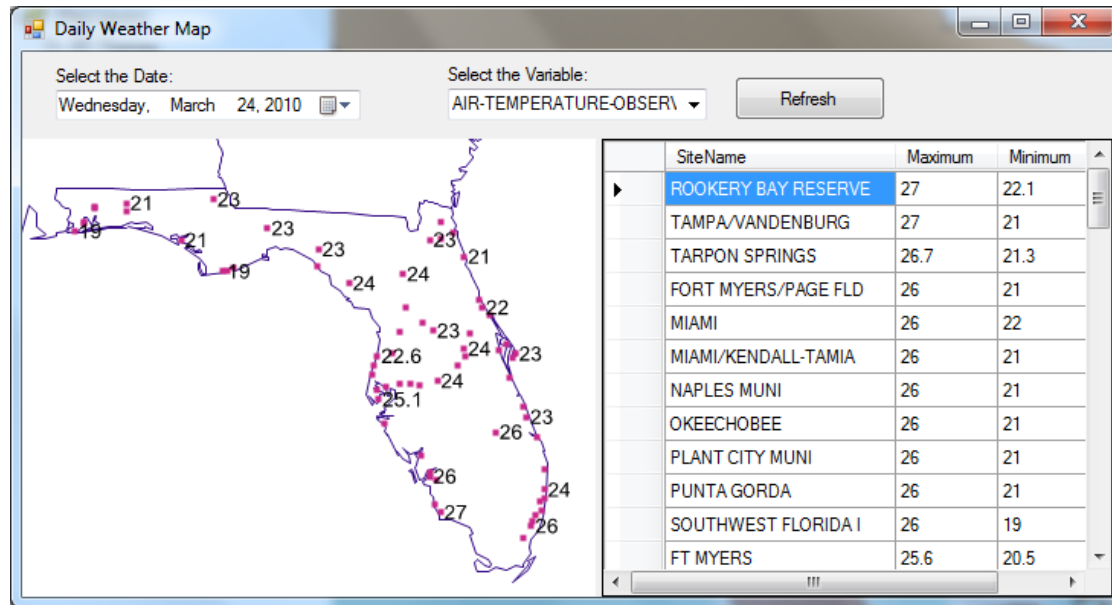 Daily Weather Map
Select the Date:
Select the Variable:
Wednesday, March 24, 2010
AIR-TEMPERATURE-OBSER
Refresh
SiteName Maximum Minimum
ROOKERY BAY RESERVE 27 22.1
TAMPA/VANDENBURG 27 21
TARPON SPRINGS 26.7 21.3
FORT MYERS/PAGE FLD 26 21
MIAMI 26 22
MIAMI/KENDALL-TAMIA 26 21
NAPLES MUNI 26 21
OKEECHOBEE 26 21
PLANT CITY MUNI 26 21
PUNTA GORDA 26 21
SOUTHWEST FLORIDA I 26 19
FT MYERS 25.6 20.5
21
23
19
21
23
23
23
21
19
24
24
22
23
22.6
24
23
24
25.1
23
26
26
24
27
26